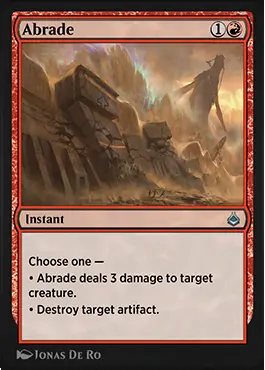 Abrade 1
Instant
Choose one —
• Abrade deals 3 damage to target
creature.
• Destroy target artifact.
JONAS DE RO